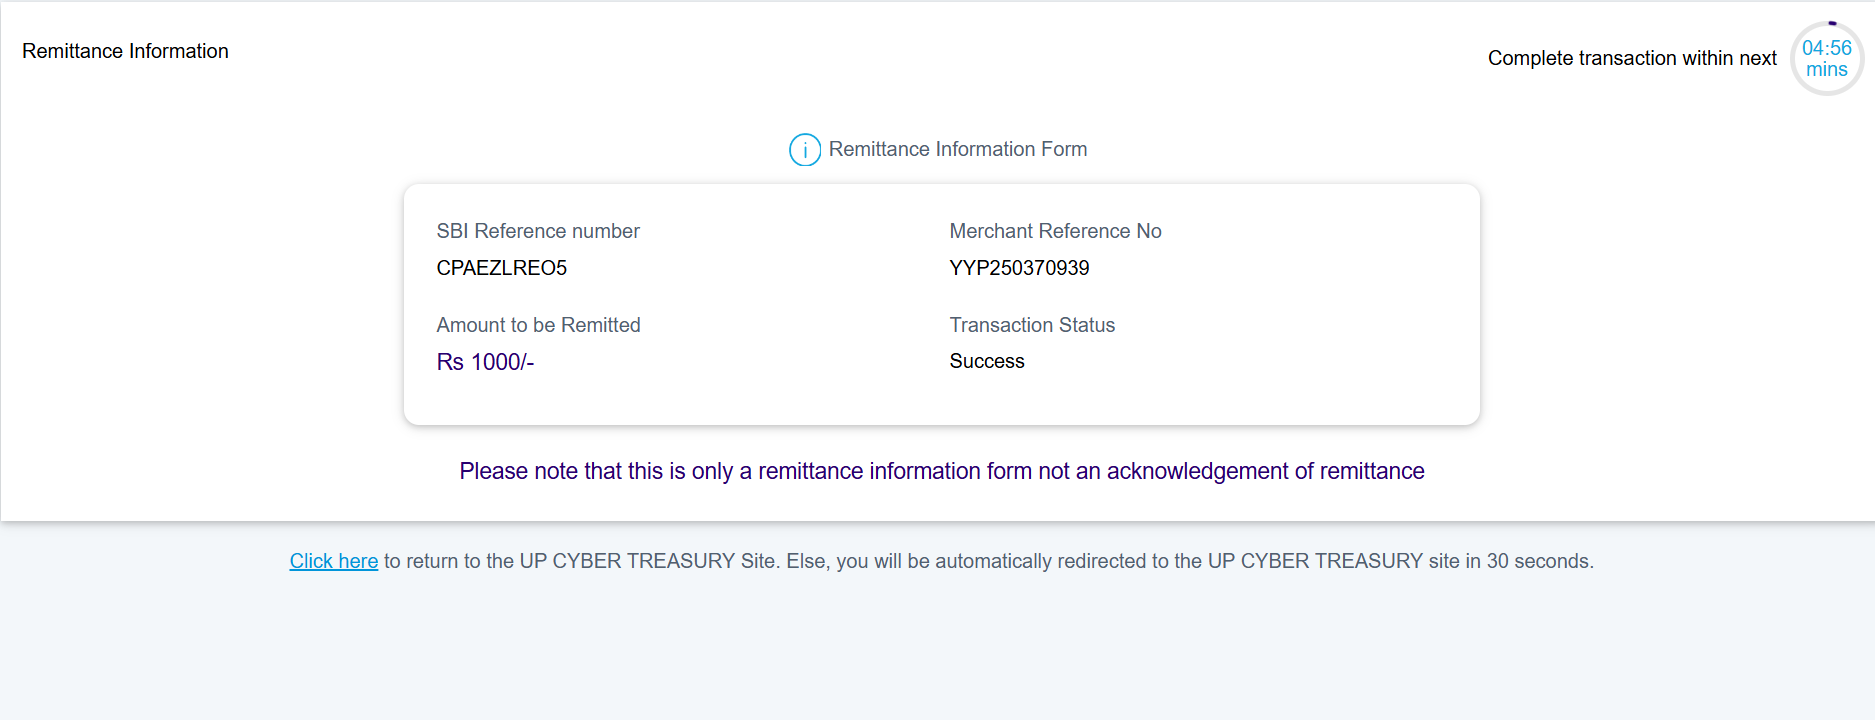 Remittance Information
Complete transaction within next
04:56
mins
i
Remittance Information Form
SBI Reference number
Merchant Reference No
CPAEZLREO5
YYP250370939
Amount to be Remitted
Transaction Status
Rs 1000/-
Success
Please note that this is only a remittance information form not an acknowledgement of remittance
Click here to return to the UP CYBER TREASURY Site. Else, you will be automatically redirected to the UP CYBER TREASURY site in 30 seconds.